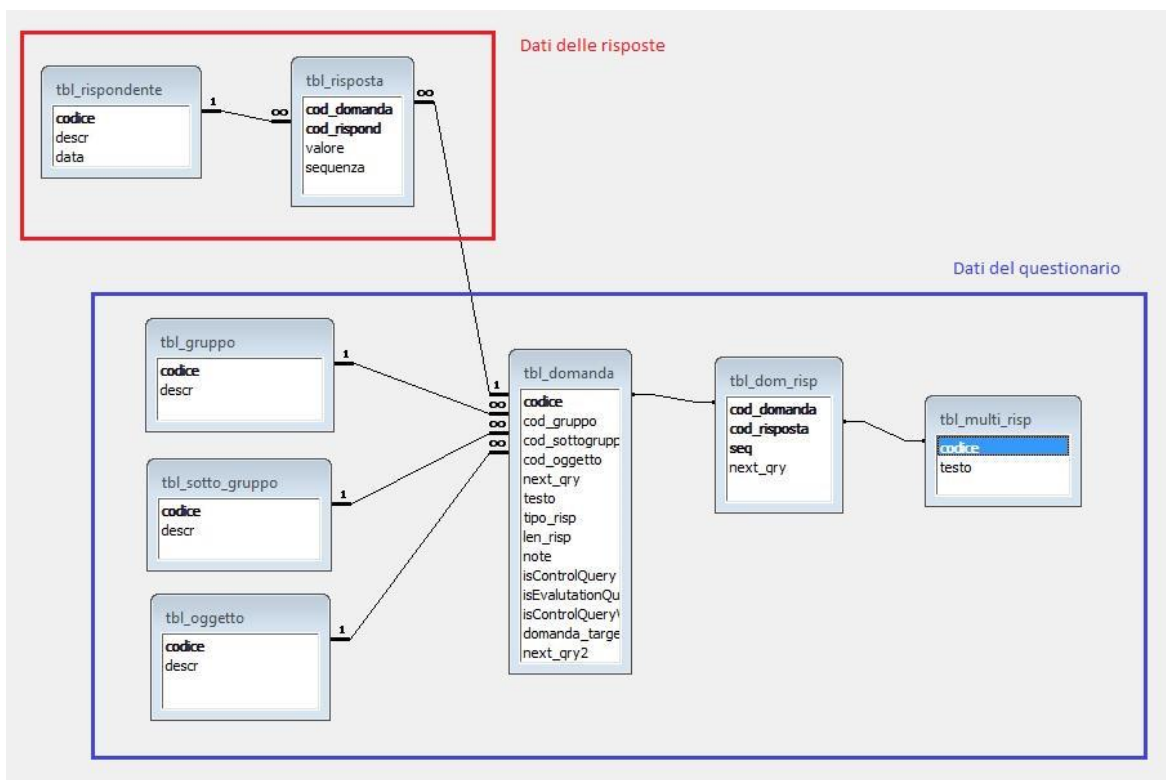 Dati delle risposte
tbl_rispondente
codice
descr
data
1
∞
tbl_risposta
cod_domanda
cod_rispond
valore
sequenza
∞
Dati del questionario
tbl_gruppo
codice
descr
1
tbl_sotto_gruppo
codice
descr
1
tbl_oggetto
codice
descr
1
1
∞
∞
∞
tbl_domanda
codice
cod_gruppo
cod_sottogrupp
cod_oggetto
next_qry
testo
tipo_risp
len_risp
note
isControlQuery
isEvalutationQu
isControlQuery
domanda_targe
next_qry2
tbl_dom_risp
cod_domanda
cod_risposta
seq
next_qry
tbl_multi_risp
codice
testo